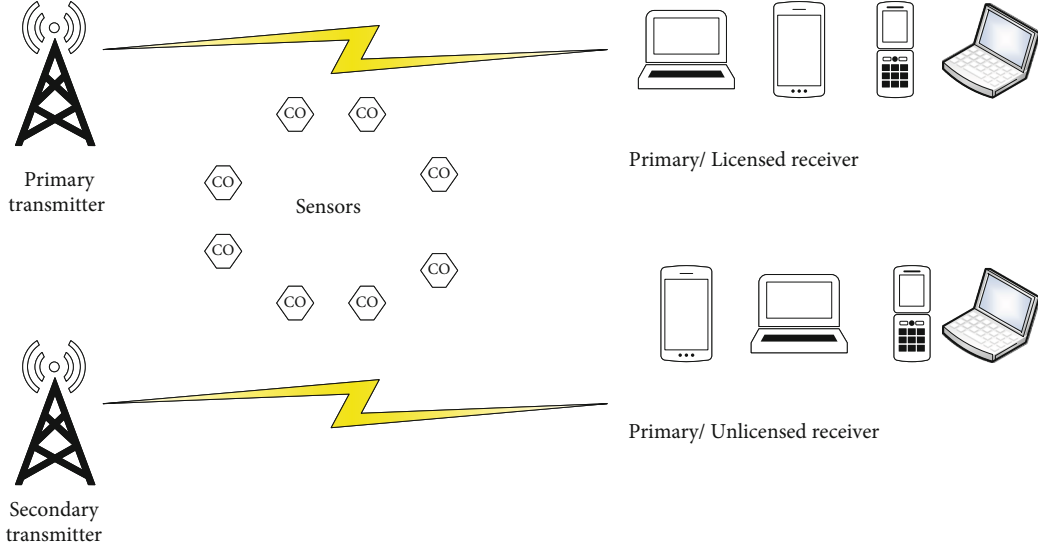 CO
CO
Primary/ Licensed receiver
Primary
transmitter
CO
CO
Sensors
CO
CO
CO
CO
Primary/ Unlicensed receiver
Secondary
transmitter